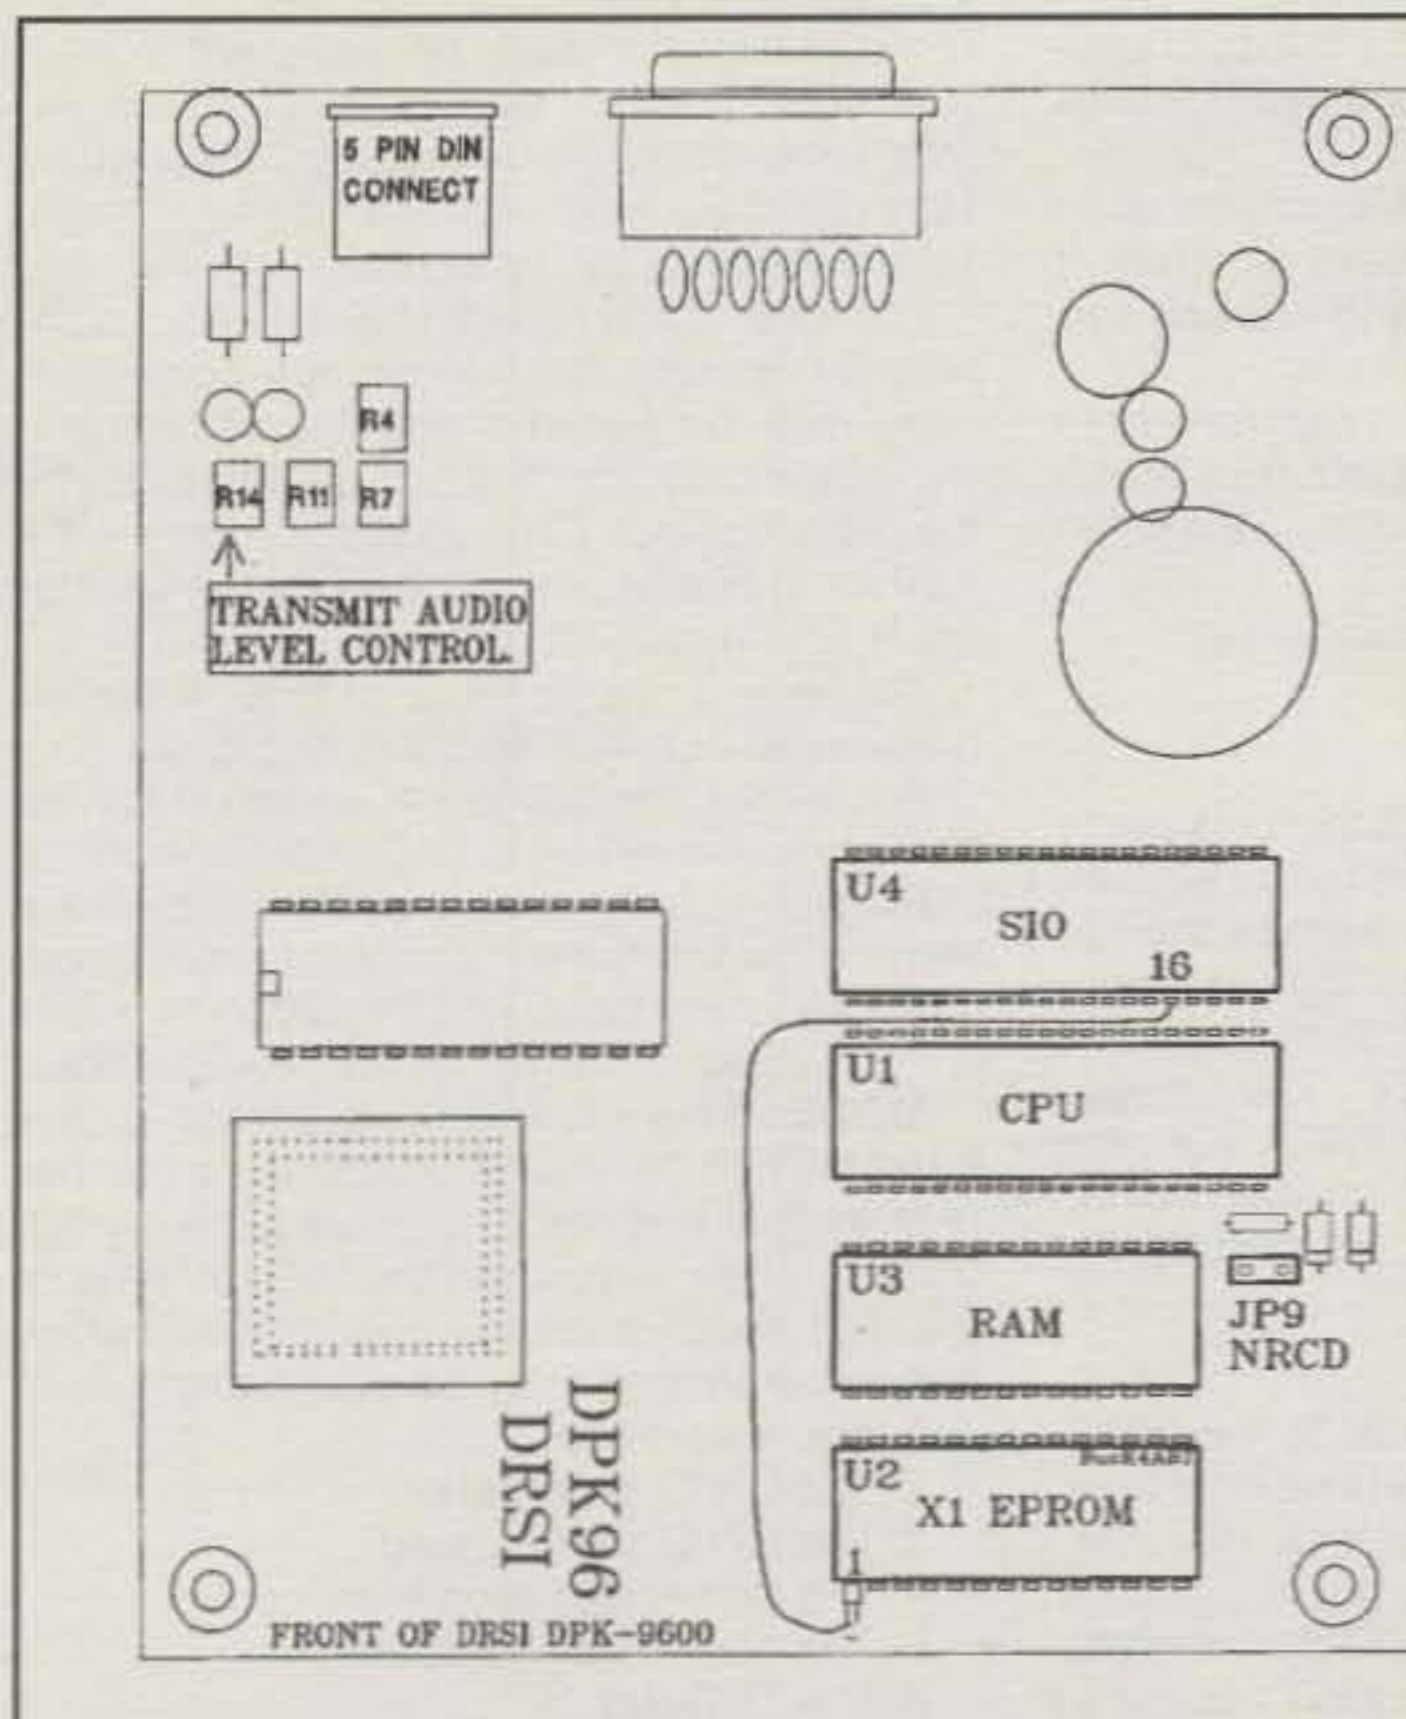 5 PIN DIN
CONNECT
R4
R14
R11
R7
TRANSMIT AUDIO
LEVEL CONTROL
U4
SIO
16
U1
CPU
U3
RAM
JP9
NRCD
U2
X1 EPROM
1
DPK96
DRSI
FRONT OF DRSI DPK-9600